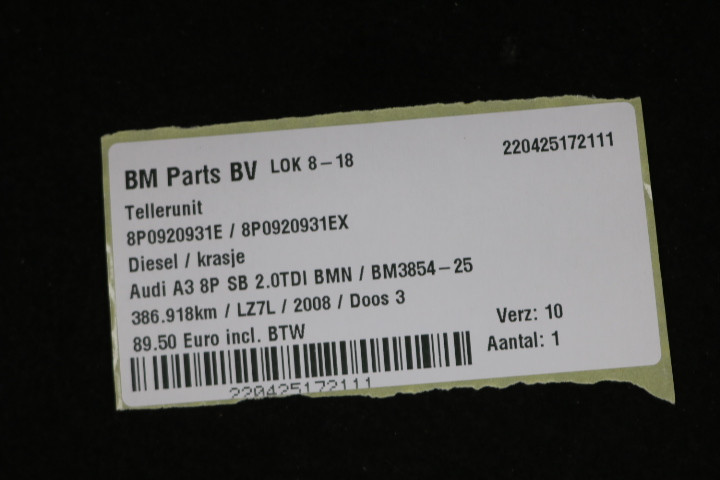 BM Parts BV LOK 8-18 220425172111
Tellerunit
8P0920931E / 8P0920931EX
Diesel / krasje
Audi A3 8P SB 2.0TDI BMN / BM3854-25
386.918km / LZ7L / 2008 / Doos 3
89.50 Euro incl. BTW Verz: 10
Aantal: 1
220425172111